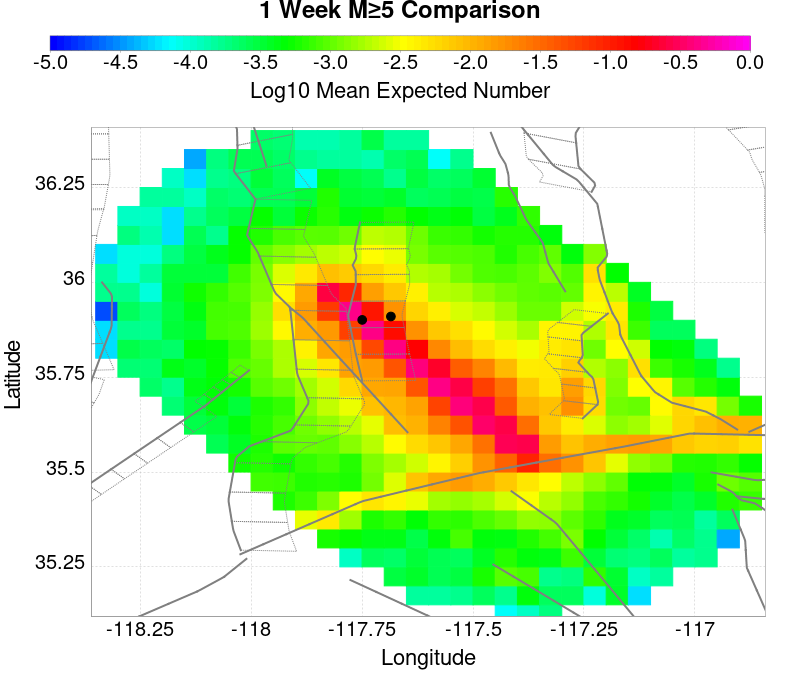 1 Week M≥5 Comparison
-5.0 -4.5 -4.0 -3.5 -3.0 -2.5 -2.0 -1.5 -1.0 -0.5 0.0
Log10 Mean Expected Number
36.25
36
35.75
35.5
35.25
Latitude
-118.25 -118 -117.75 -117.5 -117.25 -117
Longitude